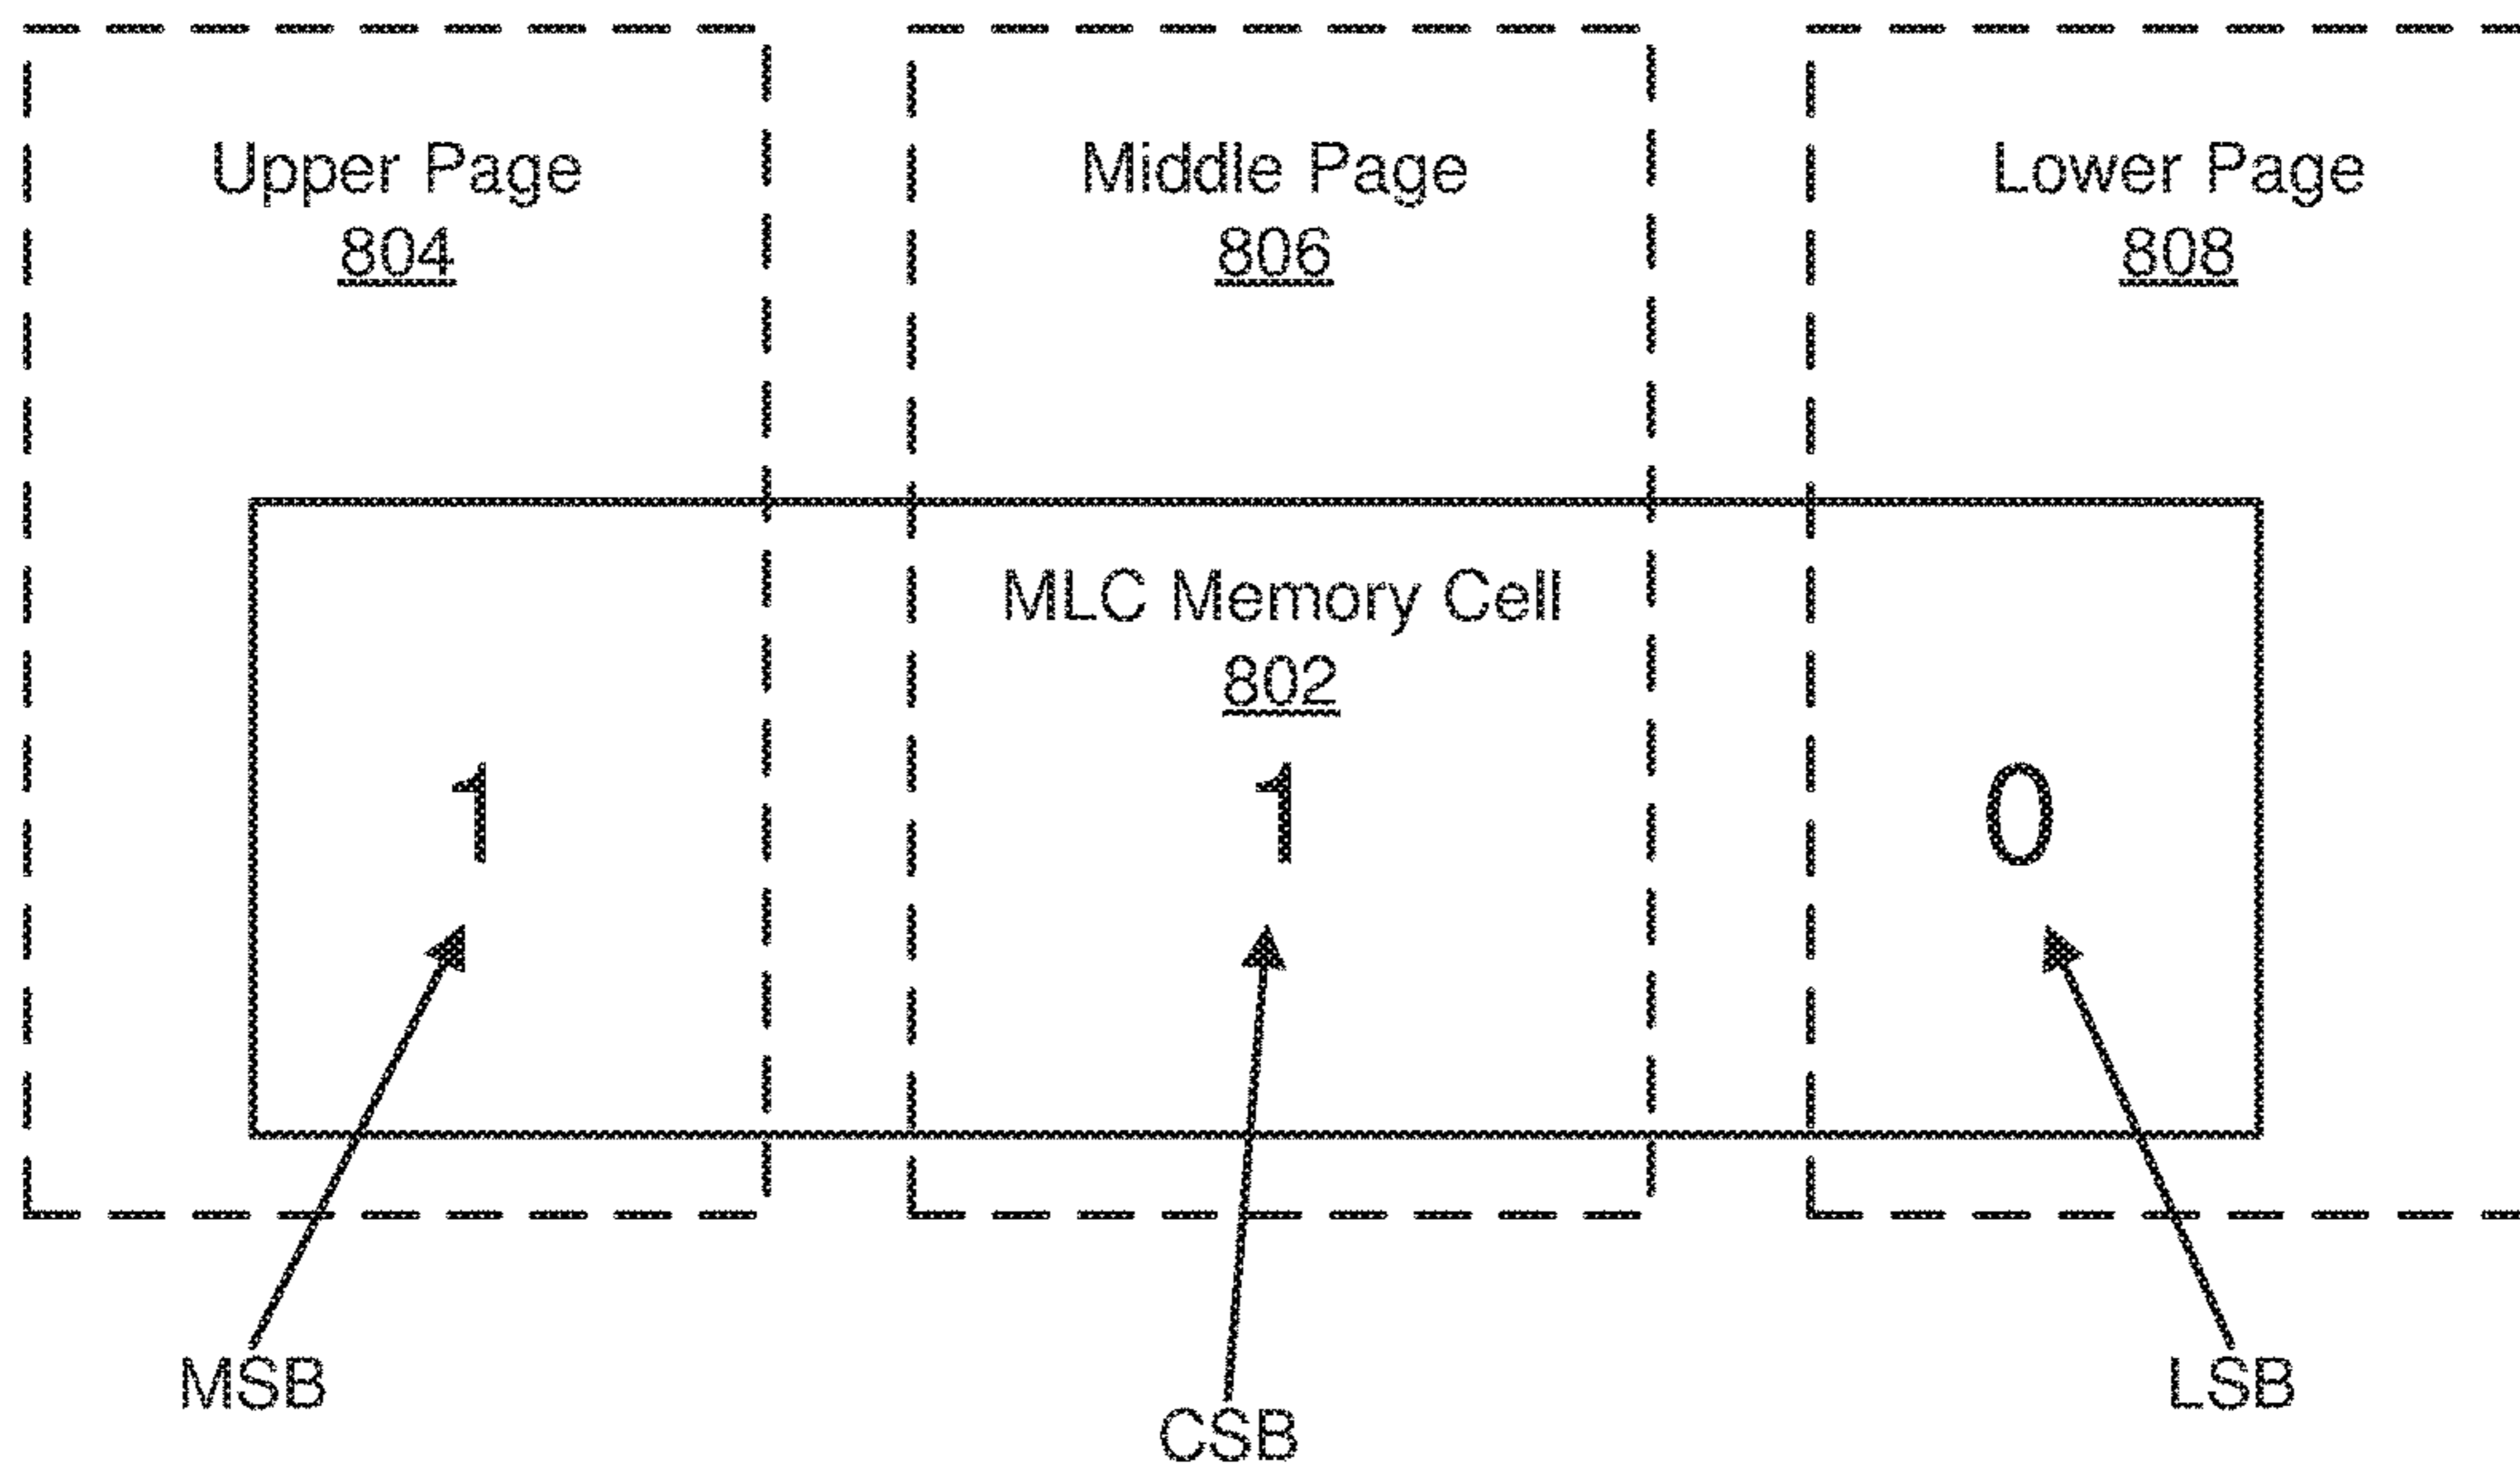 Upper Page
804
Middle Page
806
Lower Page
808
MLC Memory Cell
802
1
1
0
MSB
CSB
LSB